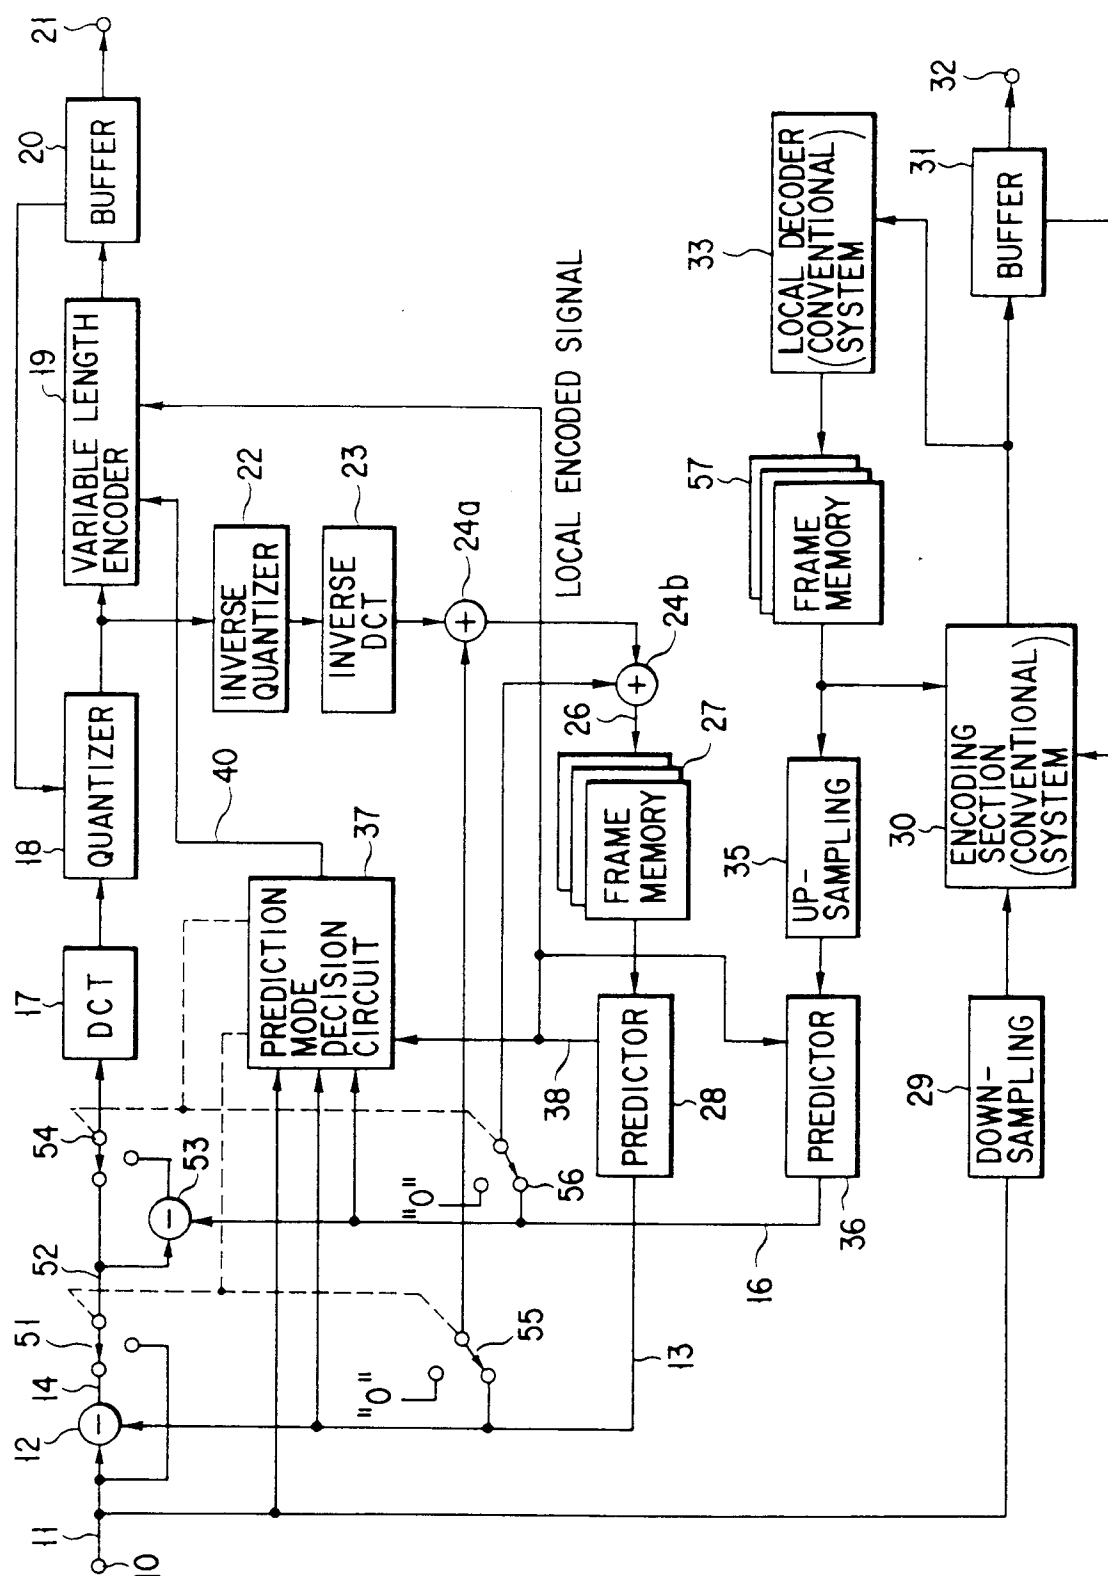 10
11
12
14
51
52
53
54
17
DCT
18
QUANTIZER
19
VARIABLE LENGTH
ENCODER
20
BUFFER
21
40
22
INVERSE
QUANTIZER
23
INVERSE
DCT
24a
37
PREDICTION
MODE
DECISION
CIRCUIT
"0"
55
"0"
56
LOCAL ENCODED SIGNAL
24b
26
27
FRAME
MEMORY
38
PREDICTOR
28
13
16
33
LOCAL DECODER
(CONVENTIONAL)
SYSTEM
57
FRAME
MEMORY
35
UP-
SAMPLING
PREDICTOR
36
29
DOWN-
SAMPLING
30
ENCODING
SECTION
(CONVENTIONAL)
SYSTEM
31
BUFFER
32